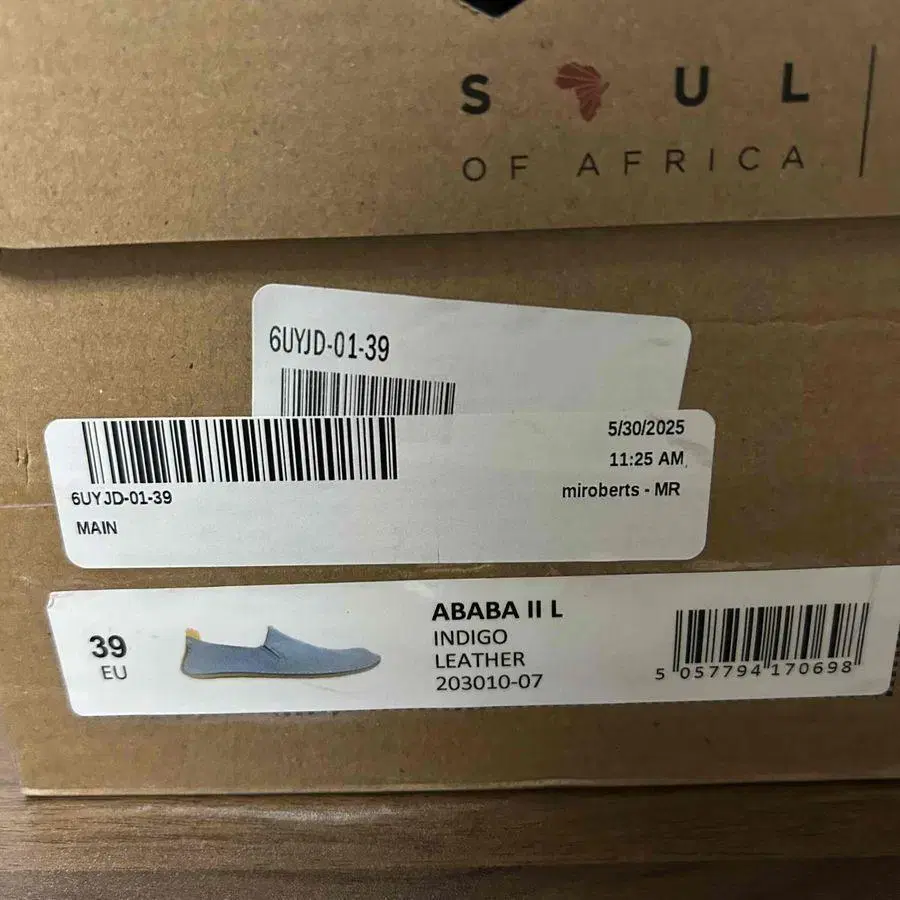 S UL
OF AFRICA
6UYJD-01-39
5/30/2025
11:25 AM
miroberts - MR
6UYJD-01-39
MAIN
39
EU
ABABA II L
INDIGO
LEATHER
203010-07
5 057794 170698